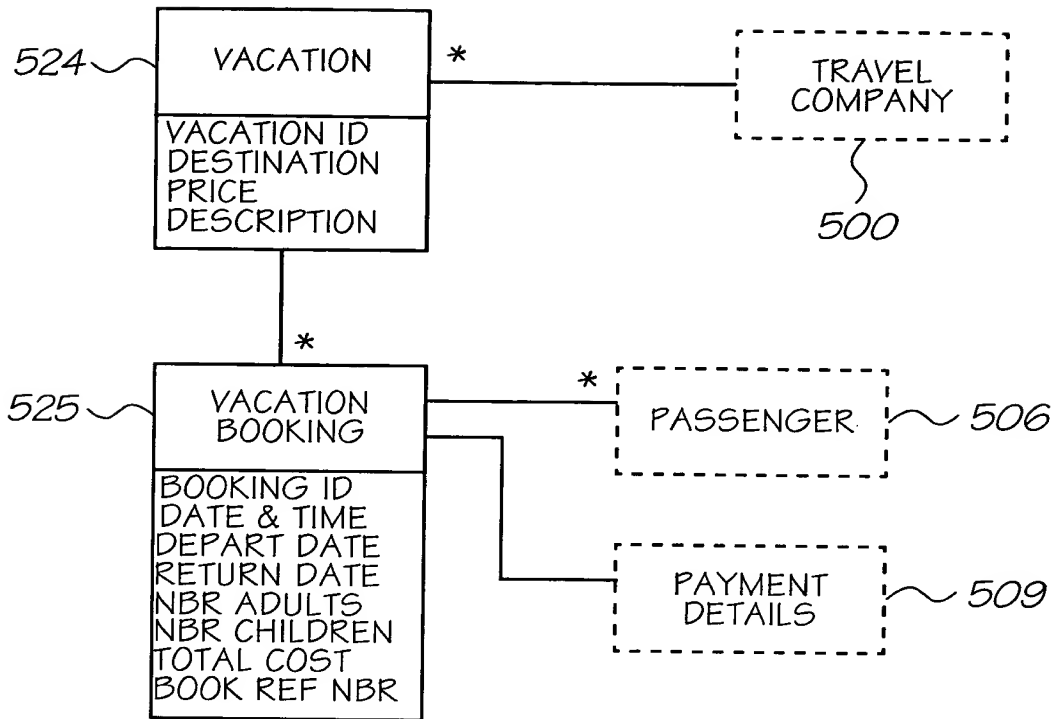 524
VACATION
*
TRAVEL
COMPANY
VACATION ID
DESTINATION
PRICE
DESCRIPTION
500
*
525
VACATION
BOOKING
*
PASSENGER
506
BOOKING ID
DATE & TIME
DEPART DATE
RETURN DATE
NBR ADULTS
NBR CHILDREN
TOTAL COST
BOOK REF NBR
PAYMENT
DETAILS
509